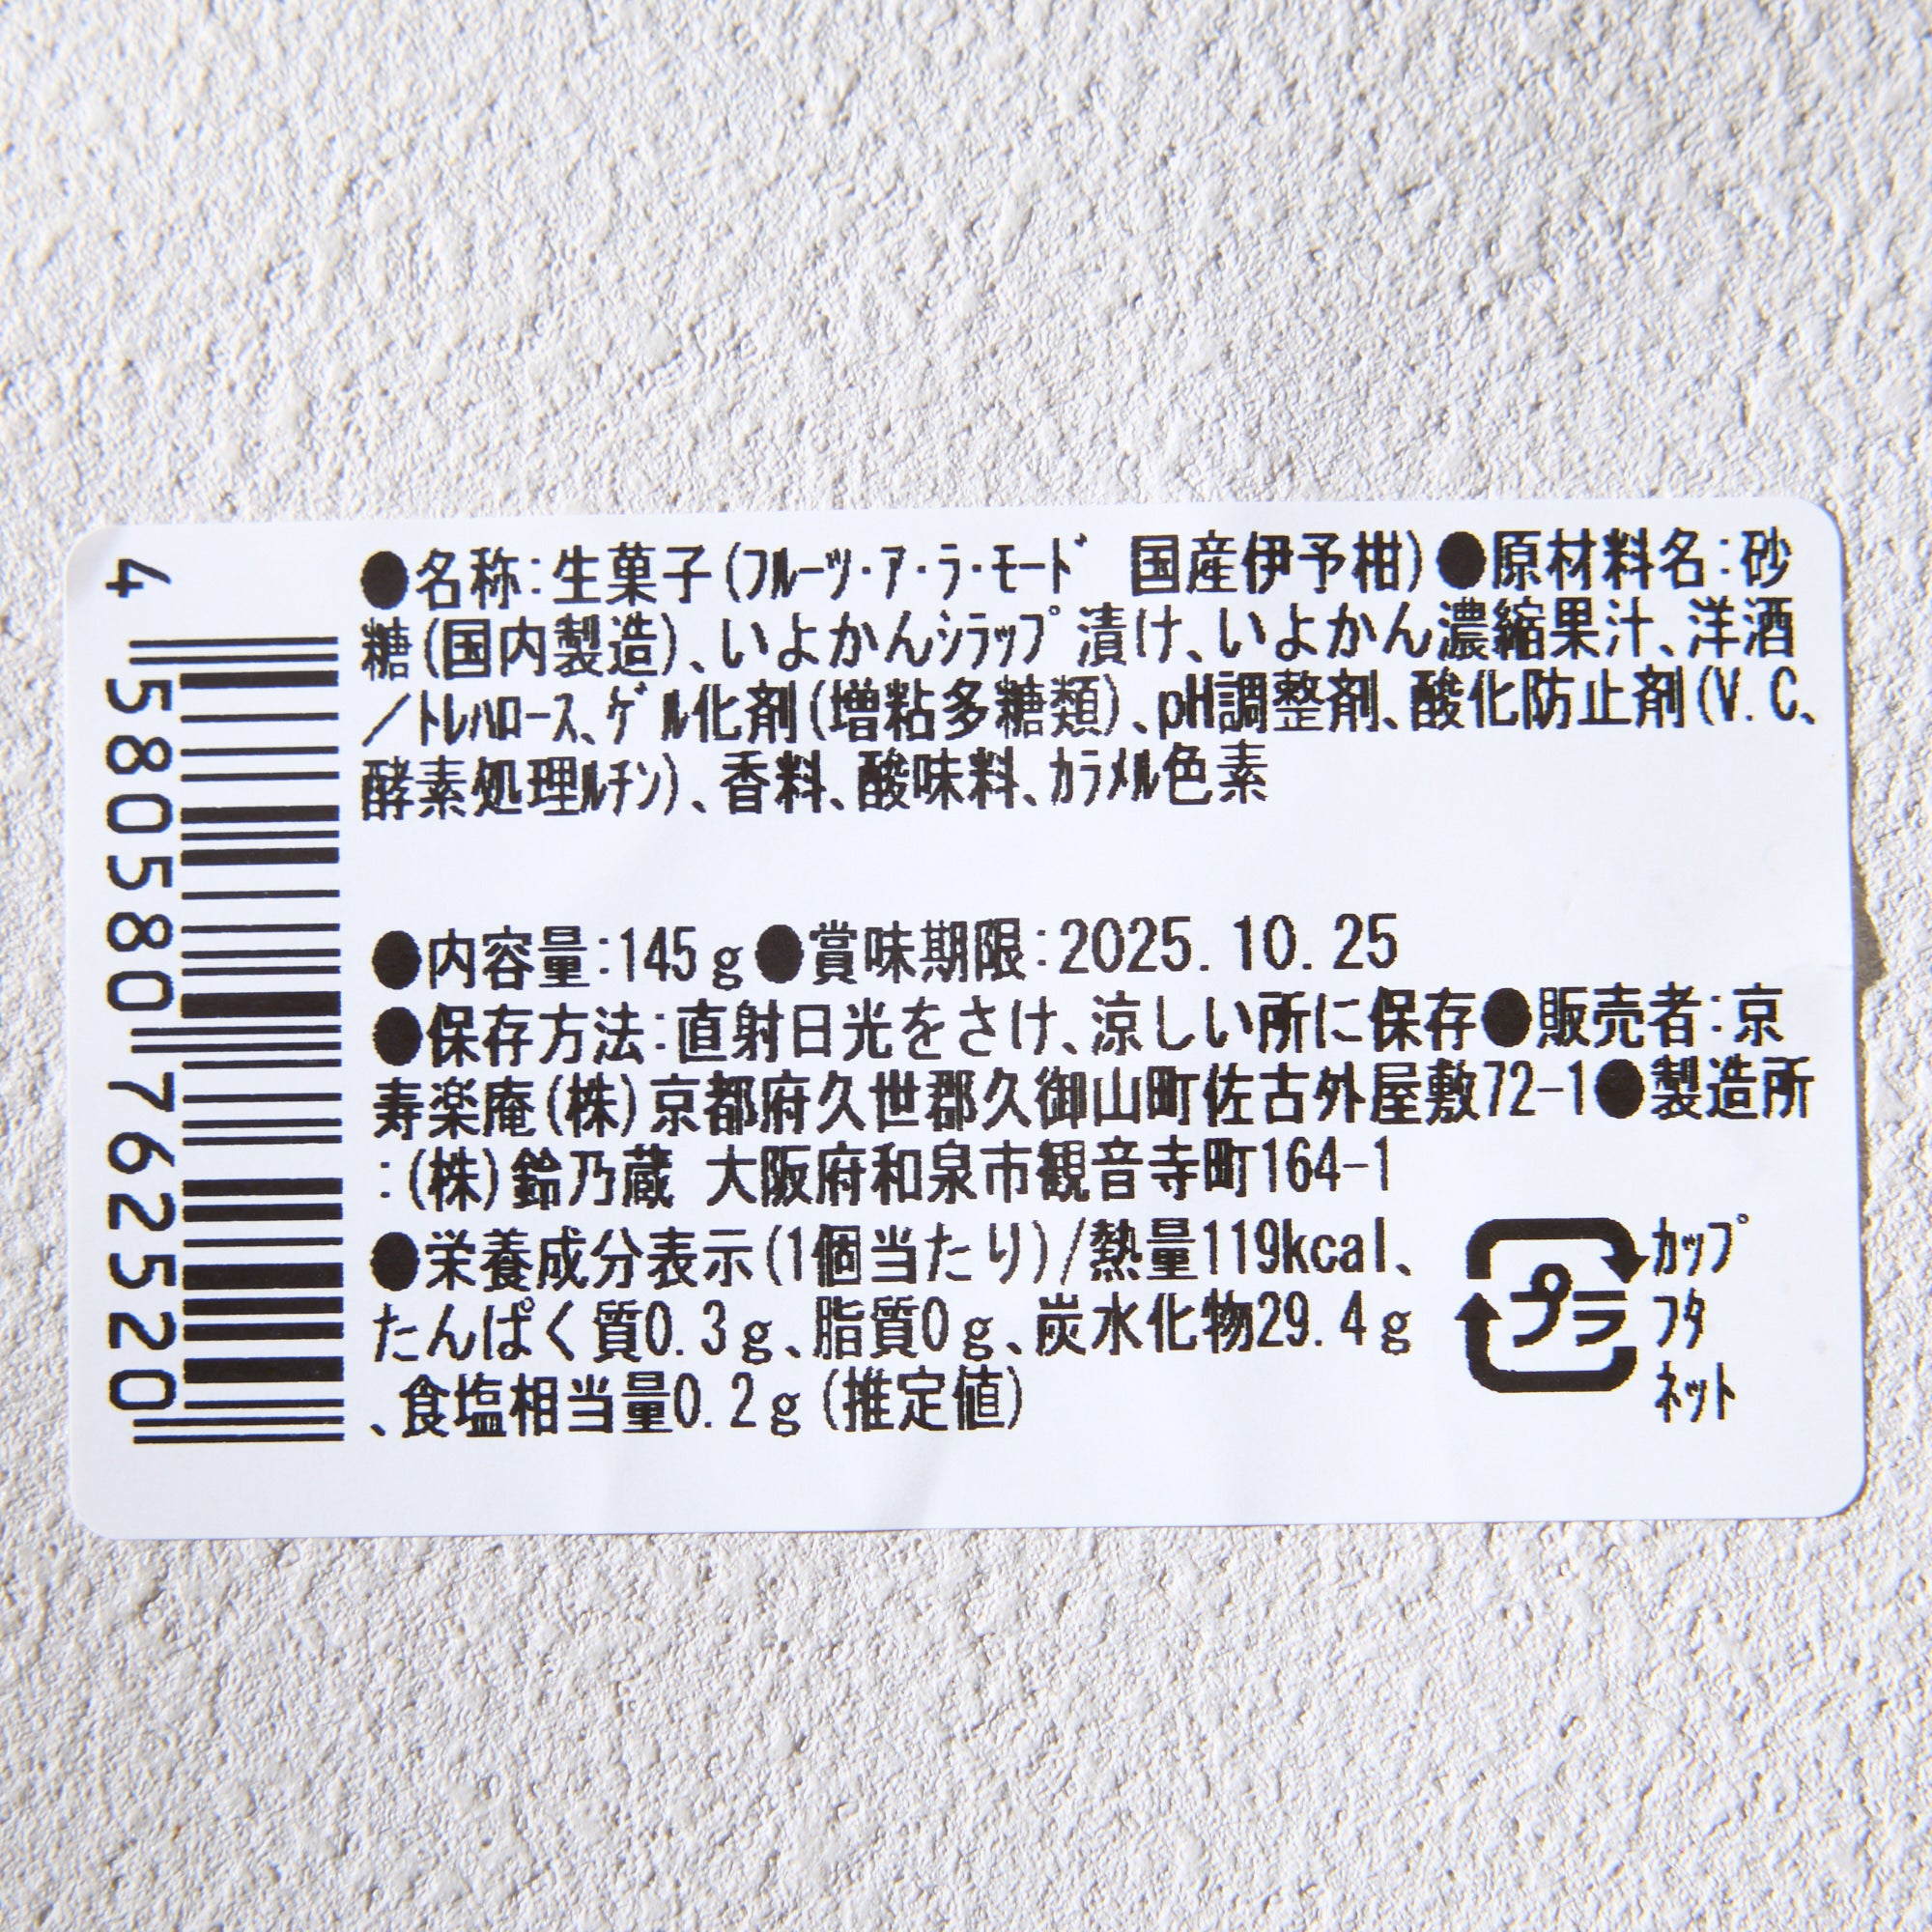 ●名称:生菓子(ﾌﾙｰﾂ･ｱ･ﾗ･ﾓｰﾄﾞ 国産伊予柑)●原材料名:砂
糖(国内製造)､いよかんｼﾗｯﾌﾟ漬け､いよかん濃縮果汁､洋酒
／ﾄﾚﾊﾛｰｽ､ｹﾞﾙ化剤(増粘多糖類)､pH調整剤､酸化防止剤(V.C､
酵素処理ﾙﾁﾝ)､香料､酸味料､ｶﾗﾒﾙ色素
●内容量:145g●賞味期限:2025.10.25
●保存方法:直射日光をさけ､涼しい所に保存●販売者:京
寿楽庵(株)京都府久世郡久御山町佐古外屋敷72-1●製造所
:(株)鈴乃蔵 大阪府和泉市観音寺町164-1
●栄養成分表示(1個当たり)/熱量119kcal､
たんぱく質0.3g､脂質0g､炭水化物29.4g
､食塩相当量0.2g(推定値)
プラ
ｶｯﾌﾟ
ﾌﾀ
ﾈｯﾄ
4 580580 762520